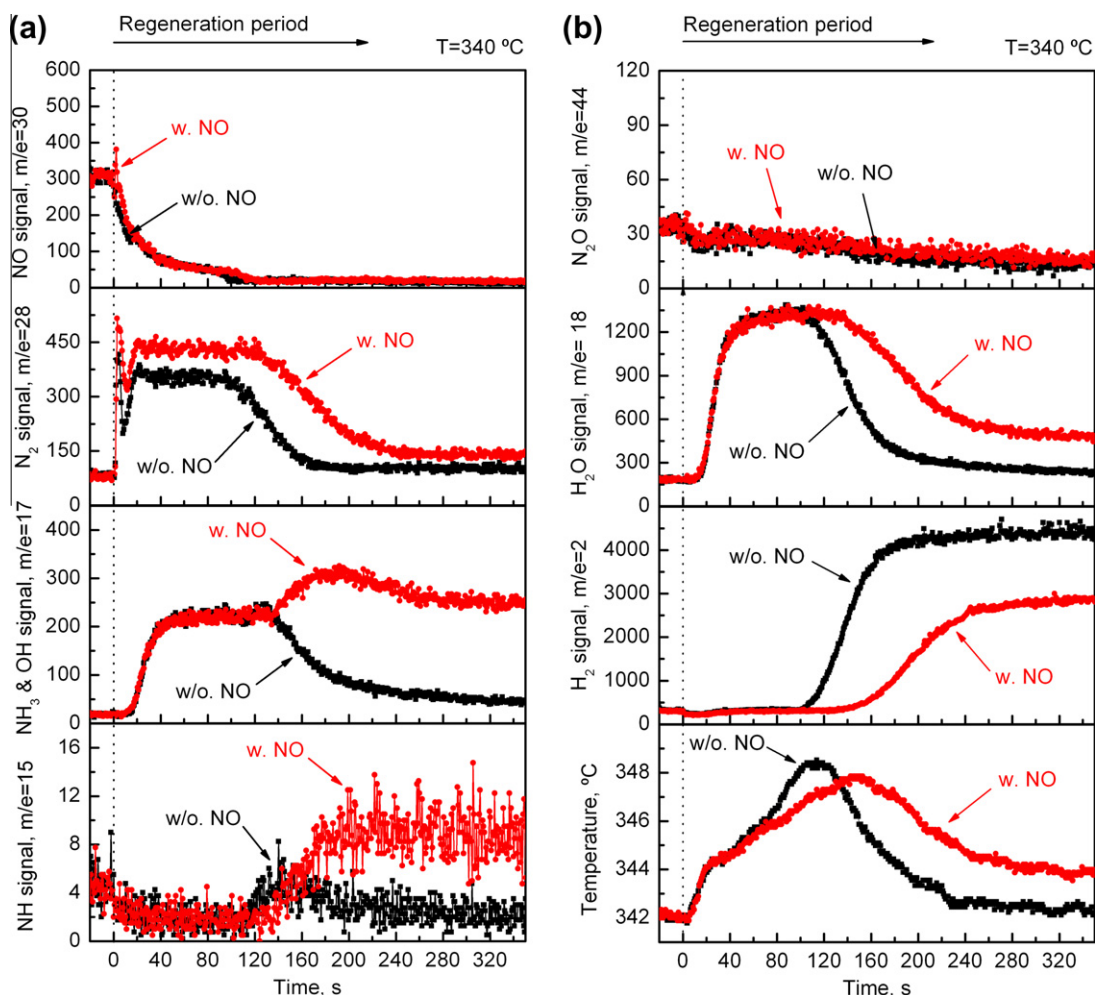 (a)
Regeneration period
T=340 ºC
NO signal, m/e=30
600
500
400
300
200
100
0
w. NO
w/o. NO
N2 signal, m/e=28
450
300
150
0
w. NO
w/o. NO
NH3 & OH signal, m/e=17
400
300
200
100
0
w. NO
w/o. NO
NH signal, m/e=15
16
12
8
4
0
w. NO
w/o. NO
0 40 80 120 160 200 240 280 320
Time, s
(b)
Regeneration period
T=340 ºC
N2O signal, m/e=44
120
90
60
30
0
w. NO
w/o. NO
H2O signal, m/e= 18
1200
900
600
300
w. NO
w/o. NO
H2 signal, m/e=2
4000
3000
2000
1000
0
w/o. NO
w. NO
Temperature, ºC
348
346
344
342
w/o. NO
w. NO
0 40 80 120 160 200 240 280 320
Time, s